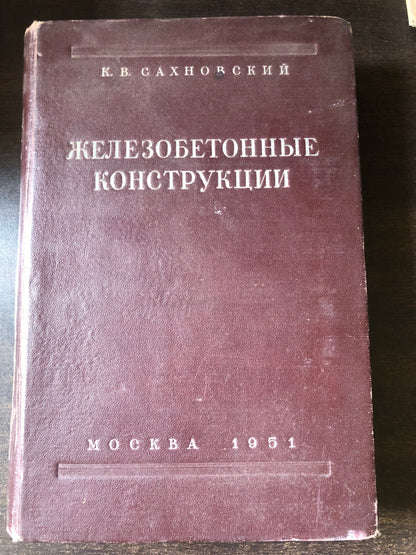 К. В. САХНОВСКИЙ
ЖЕЛЕЗОБЕТОННЫЕ
КОНСТРУКЦИИ
МОСКВА 1951